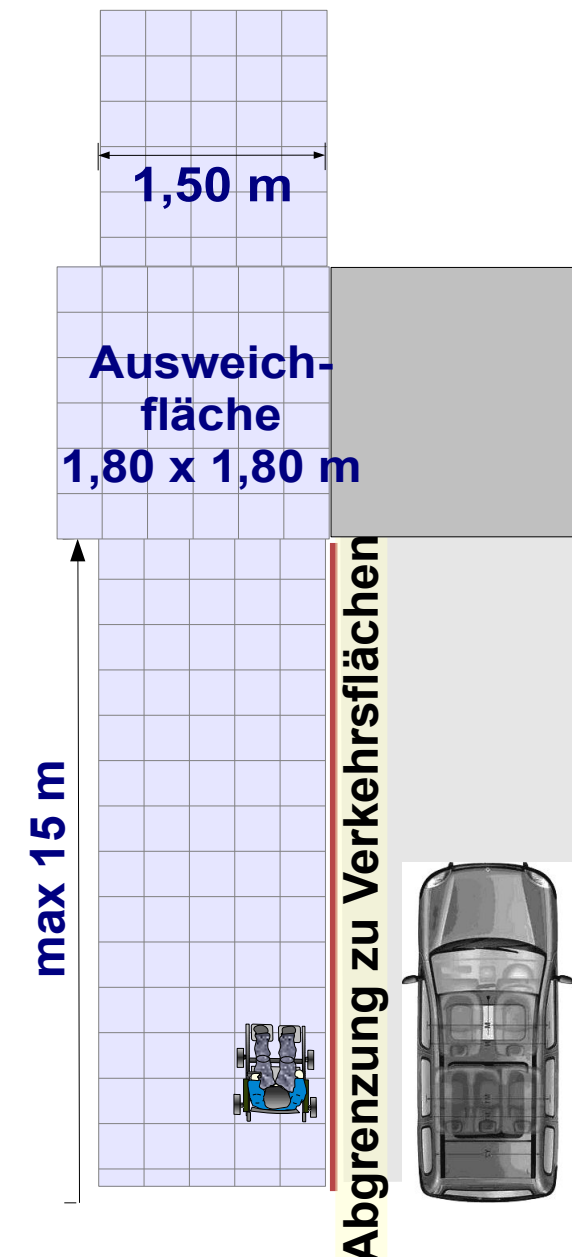 1,50 m
Ausweich-
fläche
1,80 x 1,80 m
max 15 m
Abgrenzung zu Verkehrsflächen